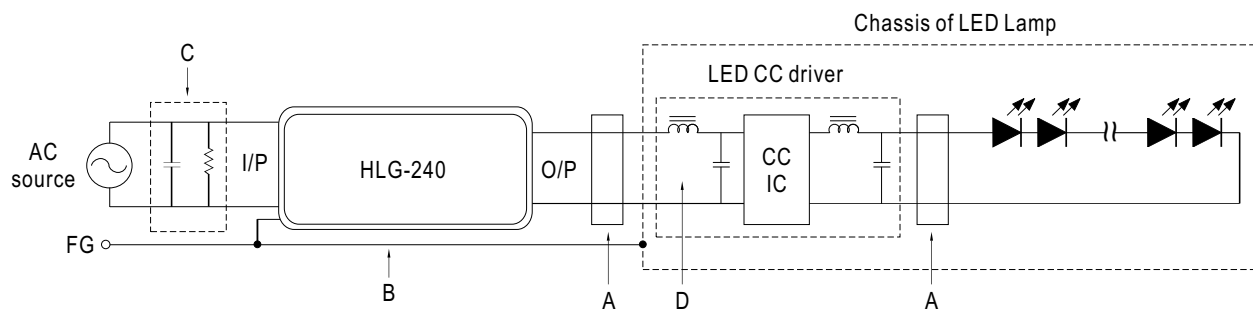 Chassis of LED Lamp
C
LED CC driver
AC
source
I/P
HLG-240
O/P
CC
IC
FG
B
A
D
A